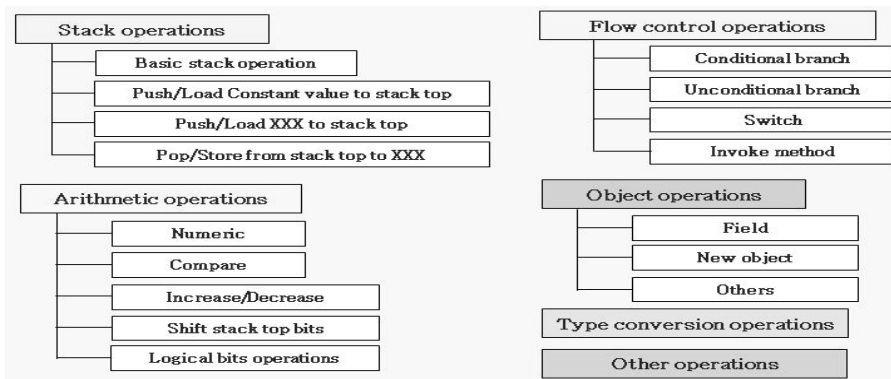 Stack operations
Basic stack operation
Push/Load Constant value to stack top
Push/Load XXX to stack top
Pop/Store from stack top to XXX
Arithmetic operations
Numeric
Compare
Increase/Decrease
Shift stack top bits
Logical bits operations
Flow control operations
Conditional branch
Unconditional branch
Switch
Invoke method
Object operations
Field
New object
Others
Type conversion operations
Other operations